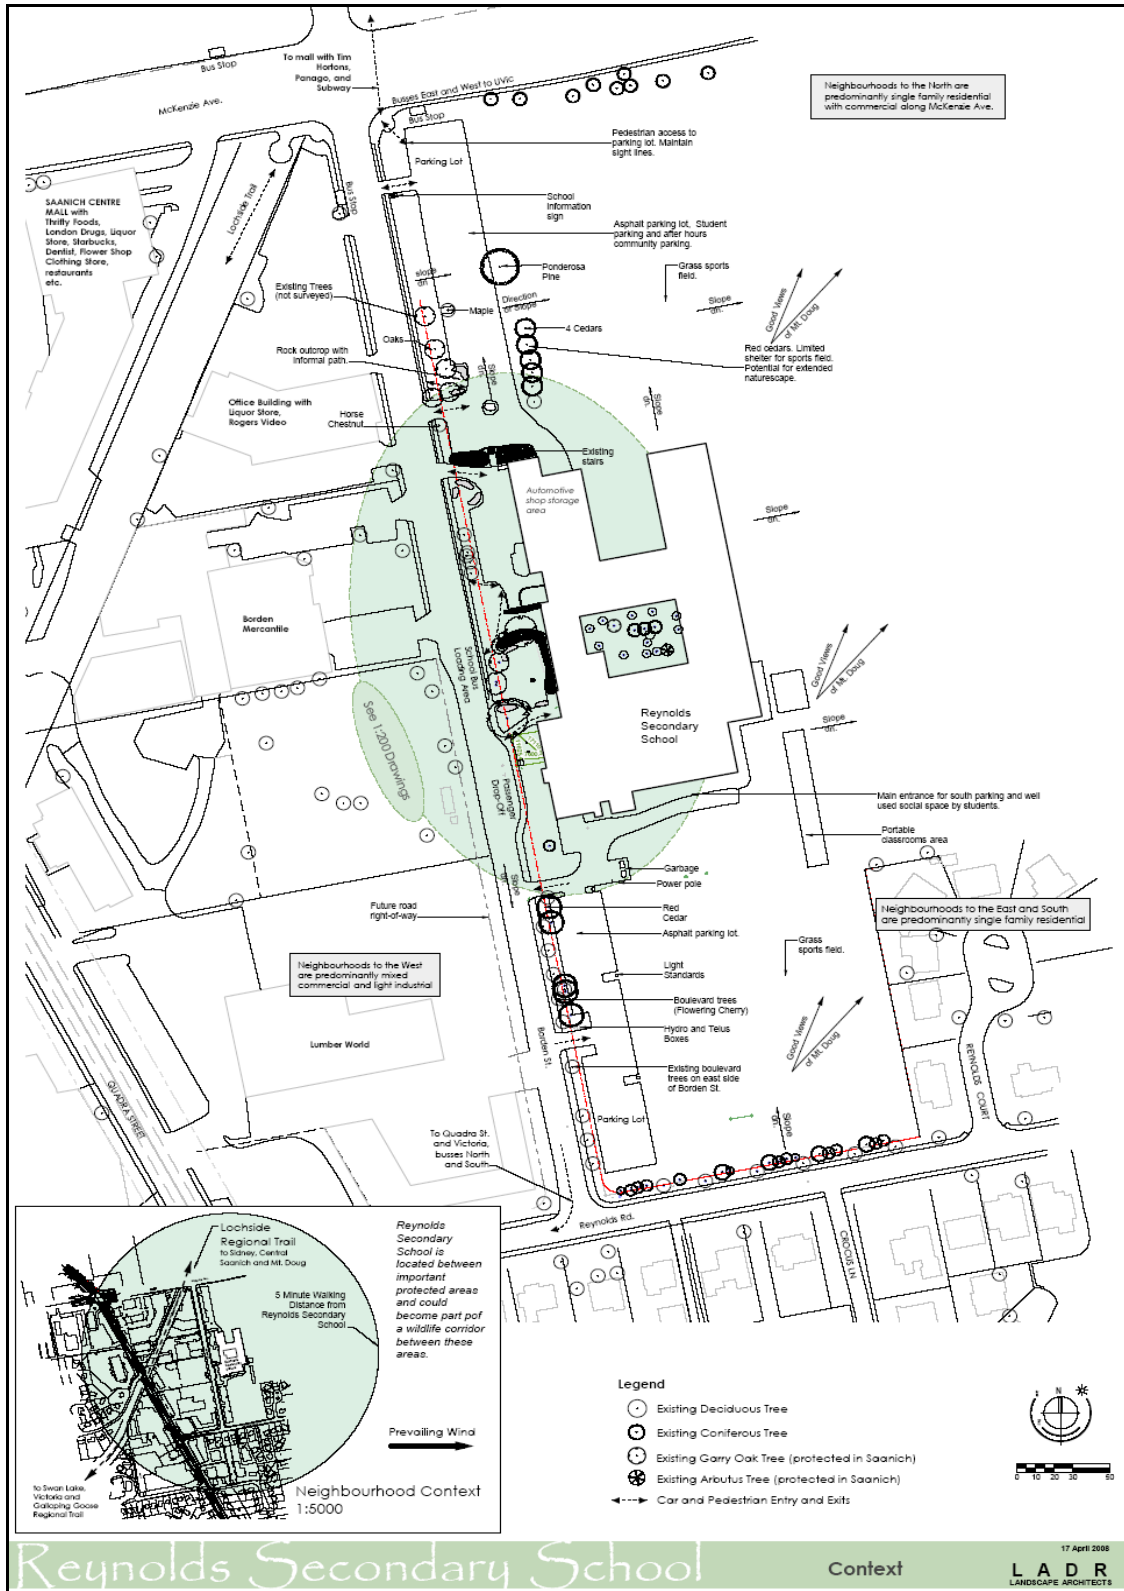 To mall with Tim
Hortons,
Panago, and
Subway
Bus Stop
McKenzie Ave.
Busses East and West to UVic
Bus Stop
Neighbourhoods to the North are
predominantly single family residential
with commercial along McKenzie Ave.
Pedestrian access to
parking lot. Maintain
sight lines.
Parking Lot
Lochside Trail
Bus Stop
School
Information
sign
SAANICH CENTRE
MALL with
Thrifty Foods,
London Drugs, Liquor
Store, Starbucks,
Dentist, Flower Shop
Clothing Store,
restaurants
etc.
Asphalt parking lot, Student
parking and after hours
community parking.
slope
dn.
Ponderosa
Pine
Grass sports
field.
Existing Trees
(not surveyed)
Maple
Direction
of Slope
Slope
dn.
Good Views
of Mt. Doug
4 Cedars
Oaks
Rock outcrop with
informal path.
Slope
dn.
Red cedars. Limited
shelter for sports field.
Potential for extended
naturescape.
Office Building with
Liquor Store,
Rogers Video
Horse
Chestnut
Slope
dn.
Existing
stairs
Automotive
shop storage
area
Slope
dn.
Borden
Mercantile
School Bus
Loading Area
Good Views
of Mt. Doug
See 1:200 Drawings
Reynolds
Secondary
School
Slope
dn.
Passenger
Drop-Off
Main entrance for south parking and well
used social space by students.
Portable
classrooms area
Slope
dn.
Garbage
Power pole
Future road
right-of-way
Red
Cedar
Neighbourhoods to the East and South
are predominantly single family residential
Asphalt parking lot.
Grass
sports field.
Neighbourhoods to the West
are predominantly mixed
commercial and light industrial
Light
Standards
Boulevard trees
(Flowering Cherry)
Hydro and Telus
Boxes
Good Views
of Mt. Doug
Lumber World
Borden St.
Existing boulevard
trees on east side
of Borden St.
REYNOLDS COURT
QUADRA STREET
Parking Lot
Slope
dn.
To Quadra St.
and Victoria,
busses North
and South
Reynolds Rd.
CROCUS LN
Lochside
Regional Trail
to Sidney, Central
Saanich and Mt. Doug
5 Minute Walking
Distance from
Reynolds Secondary
School
Reynolds
Secondary
School is
located between
important
protected areas
and could
become part pof
a wildlife corridor
between these
areas.
Prevailing Wind
to Swan Lake,
Victoria and
Galloping Goose
Regional Trail
Neighbourhood Context
1:5000
Legend
Existing Deciduous Tree
Existing Coniferous Tree
Existing Garry Oak Tree (protected in Saanich)
Existing Arbutus Tree (protected in Saanich)
Car and Pedestrian Entry and Exits
N
0 10 20 30 50
Reynolds Secondary School
Context
17 April 2008
L A D R
LANDSCAPE ARCHITECTS